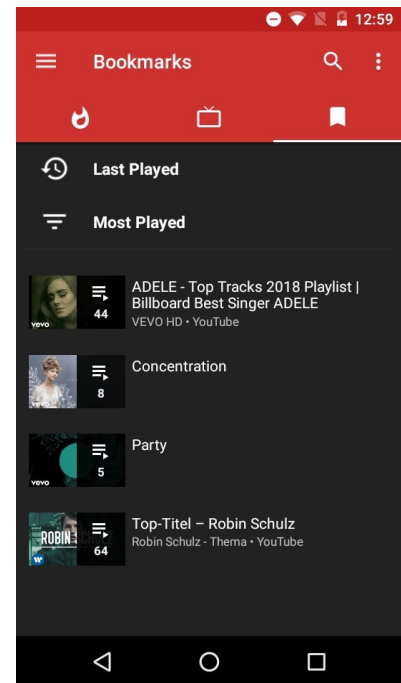 12:59
Bookmarks
Last Played
Most Played
ADELE - Top Tracks 2018 Playlist |
Billboard Best Singer ADELE
VEVO HD • YouTube
44
vevo
Concentration
8
vevo
Party
5
vevo
Top-Titel – Robin Schulz
Robin Schulz - Thema • YouTube
ROBIN
64